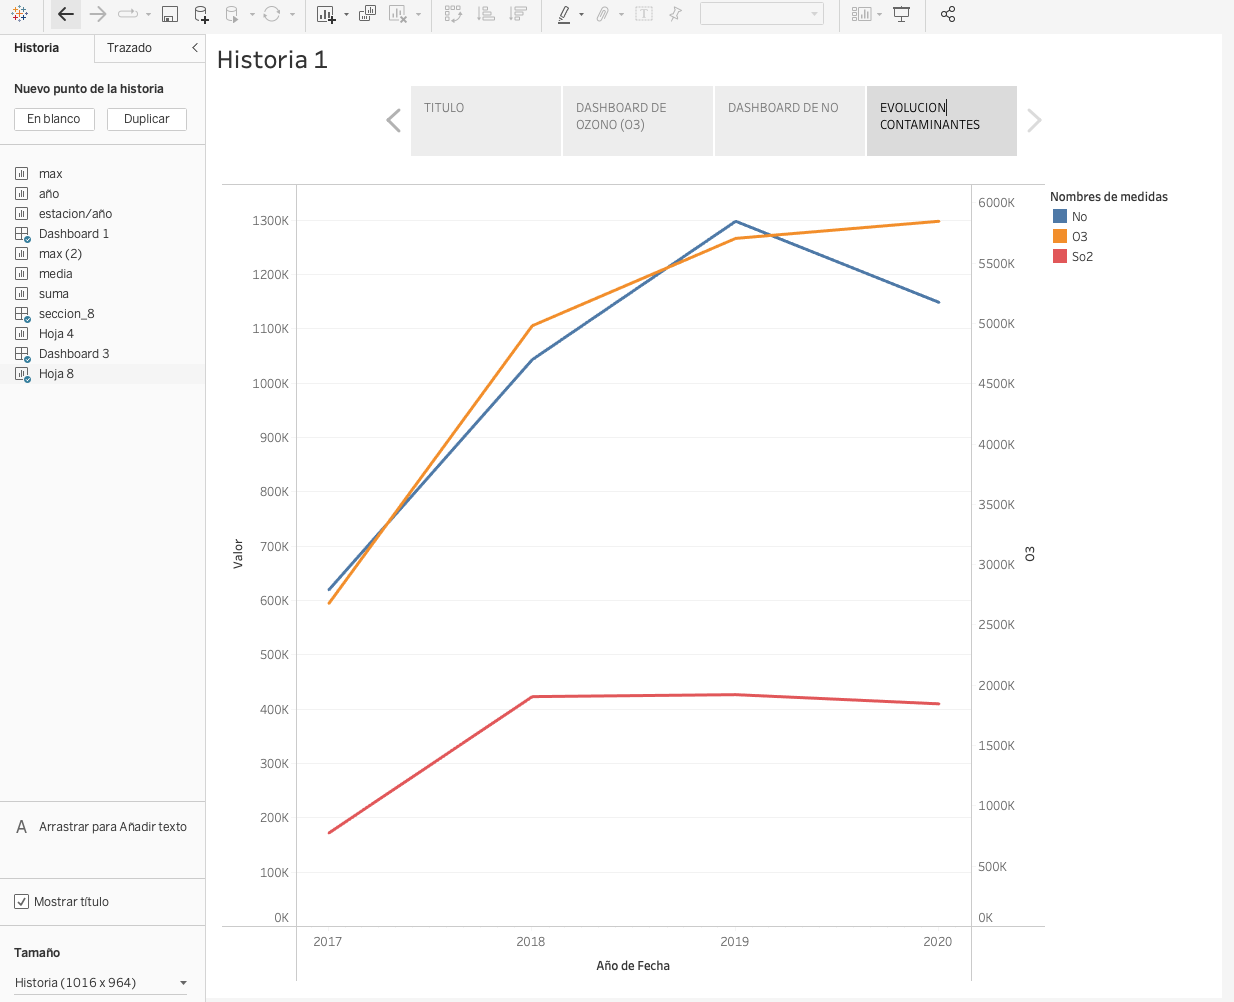 Historia
Trazado
Nuevo punto de la historia
En blanco
Duplicar
max
año
estacion/año
Dashboard 1
max (2)
media
suma
seccion_8
Hoja 4
Dashboard 3
Hoja 8
A Arrastrar para Añadir texto
Mostrar título
Tamaño
Historia (1016 x 964)
Historia 1
TITULO
DASHBOARD DE
OZONO (O3)
DASHBOARD DE NO
EVOLUCION
CONTAMINANTES
1300K
1200K
1100K
1000K
900K
800K
700K
600K
500K
400K
300K
200K
100K
0K
Valor
6000K
5500K
5000K
4500K
4000K
3500K
3000K
2500K
2000K
1500K
1000K
500K
0K
O3
2017
2018
2019
2020
Año de Fecha
Nombres de medidas
No
O3
So2